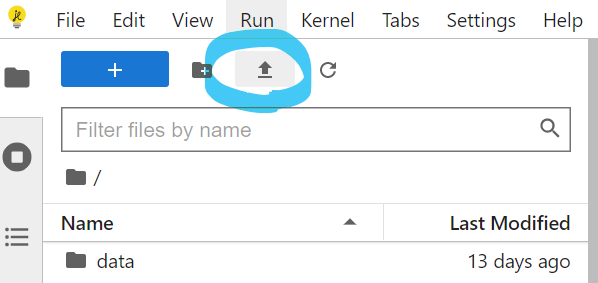 File Edit View Run Kernel Tabs Settings Help
+
Filter files by name
/
Name Last Modified
data 13 days ago